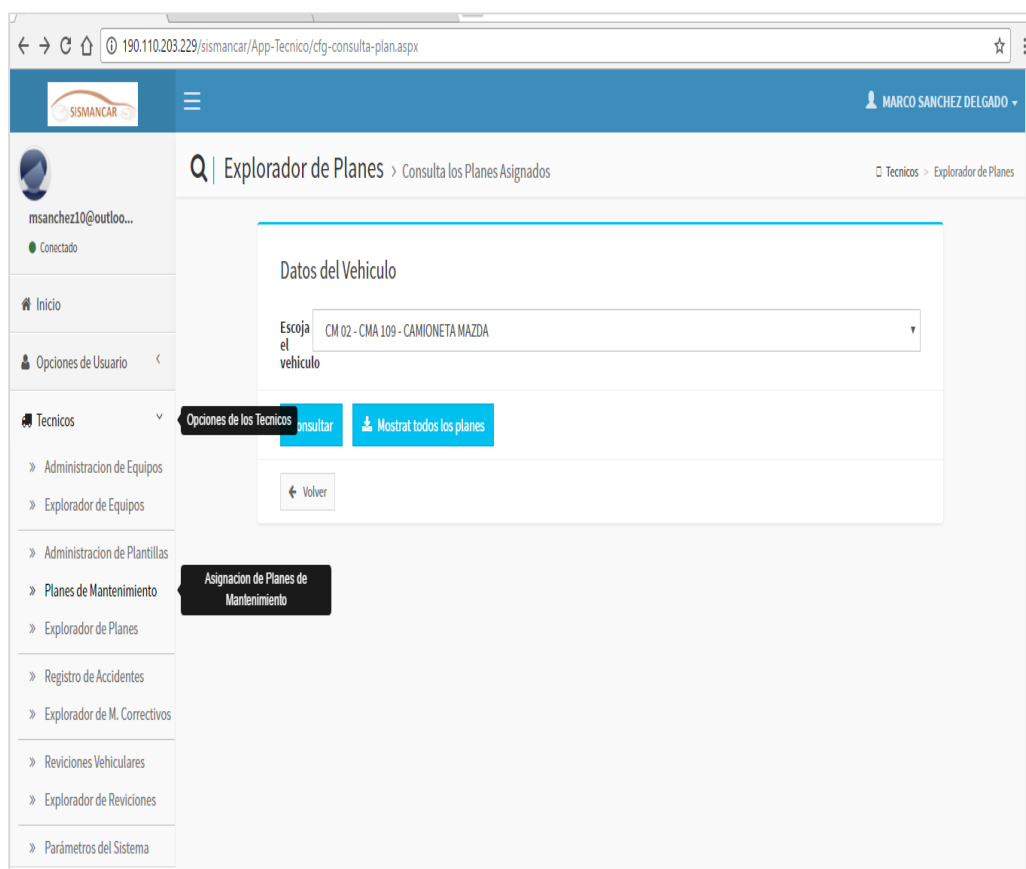 190.110.203.229/sismancar/App-Tecnico/cfg-consulta-plan.aspx
SISMANCAR
MARCO SANCHEZ DELGADO
Explorador de Planes > Consulta los Planes Asignados
Tecnicos > Explorador de Planes
msanchez10@outloo...
Conectado
Inicio
Opciones de Usuario
Tecnicos
Opciones de los Tecnicos
» Administracion de Equipos
» Explorador de Equipos
» Administracion de Plantillas
» Planes de Mantenimiento
Asignacion de Planes de
Mantenimiento
» Explorador de Planes
» Registro de Accidentes
» Explorador de M. Correctivos
» Reviciones Vehiculares
» Explorador de Reviciones
» Parámetros del Sistema
Datos del Vehiculo
Escoja
el
vehiculo
CM 02 - CMA 109 - CAMIONETA MAZDA
onsultar
Mostrat todos los planes
Volver